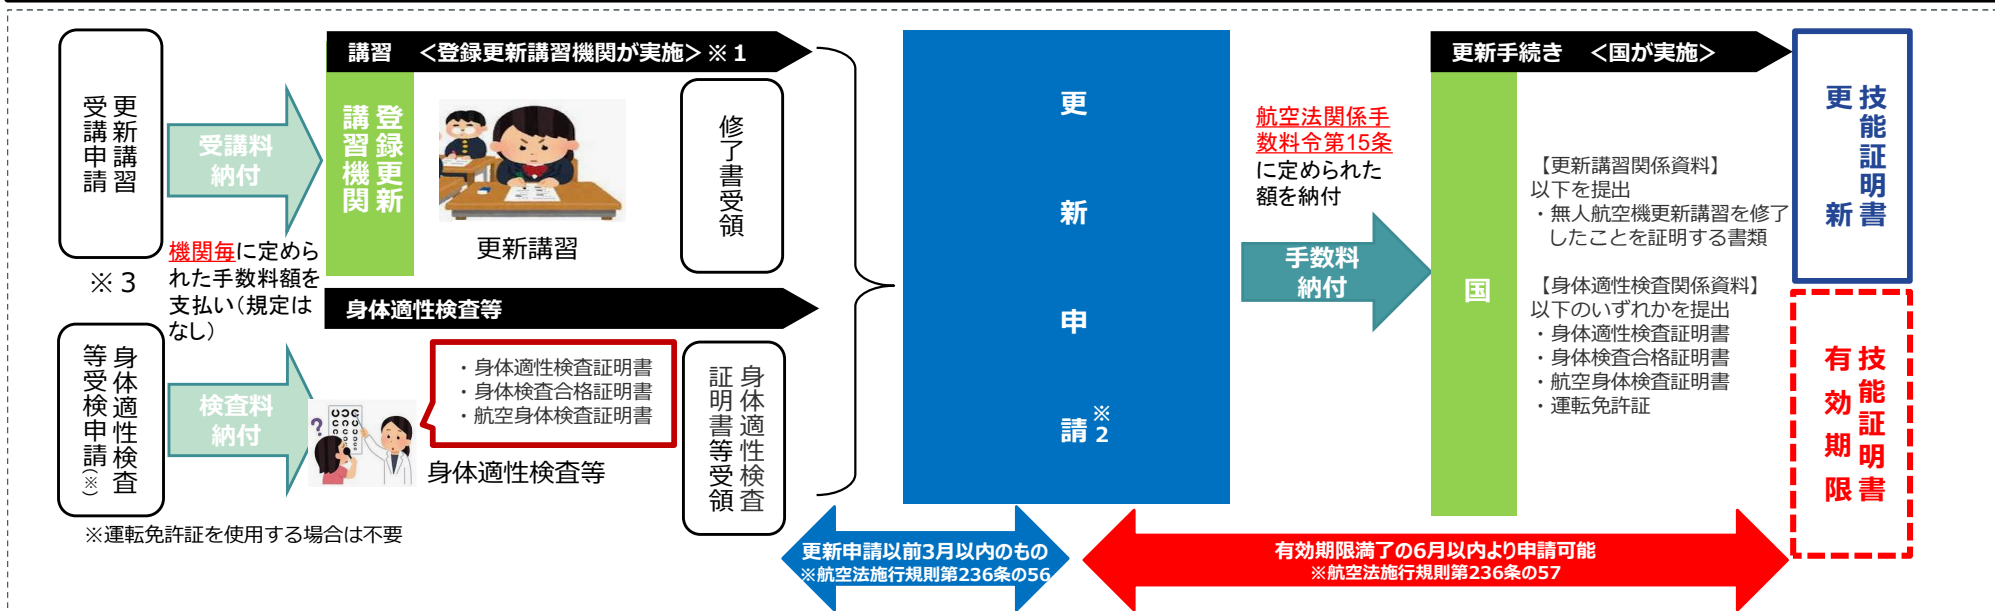 更新講習
受講申請
※３
受講料
納付
機関毎に定めら
れた手数料額を
支払い（規定は
なし）
身体適性検査
等受検申請（※）
検査料
納付
※運転免許証を使用する場合は不要
講習　＜登録更新講習機関が実施＞※１
登録更新
講習機関
更新講習
修了書受領
身体適性検査等
・身体適性検査証明書
・身体検査合格証明書
・航空身体検査証明書
?
身体適性検査等
身体適性検査
証明書等受領
更新申請※2
更新申請以前3月以内のもの
※航空法施行規則第236条の56
航空法関係手
数料令第15条
に定められた
額を納付
手数料
納付
更新手続き　＜国が実施＞
国
【更新講習関係資料】
以下を提出
・無人航空機更新講習を修了
したことを証明する書類
【身体適性検査関係資料】
以下のいずれかを提出
・身体適性検査証明書
・身体検査合格証明書
・航空身体検査証明書
・運転免許証
有効期限満了の6月以内より申請可能
※航空法施行規則第236条の57
技能証明書
更新
技能証明書
有効期限